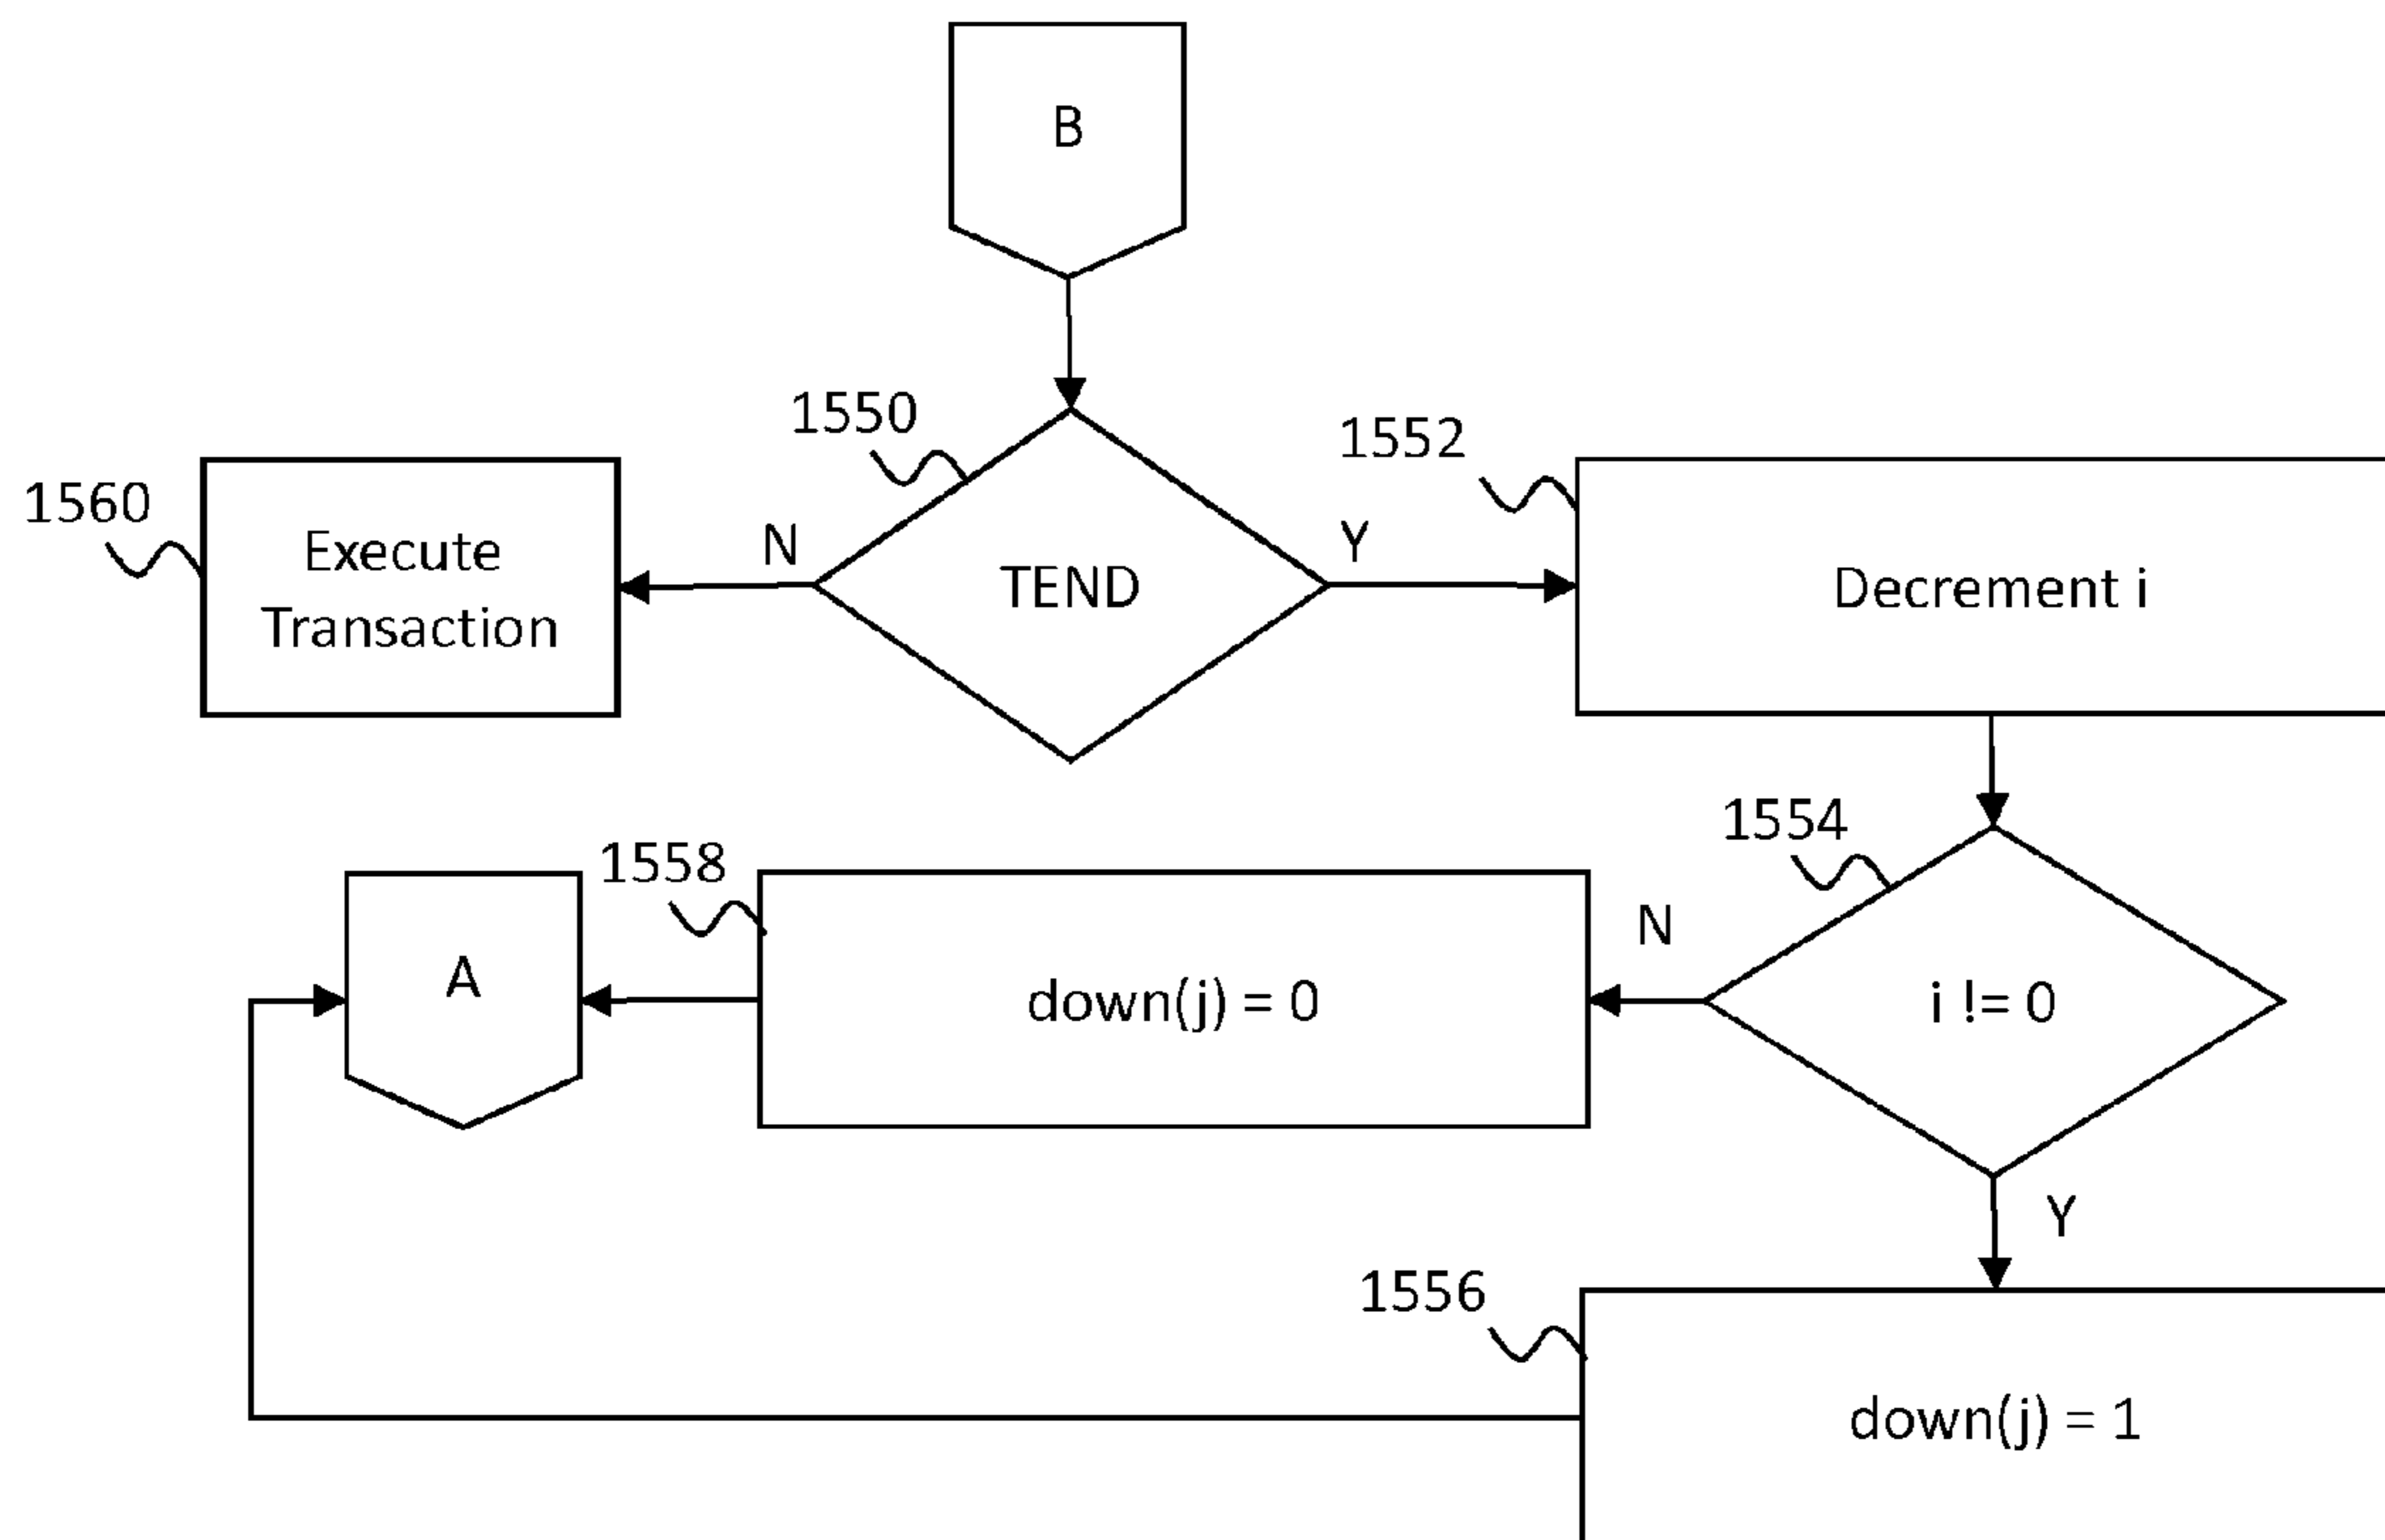 B
1550
1552
1560
Execute
Transaction
N
TEND
Y
Decrement i
1554
1558
A
down(j) = 0
N
i != 0
Y
1556
down(j) = 1